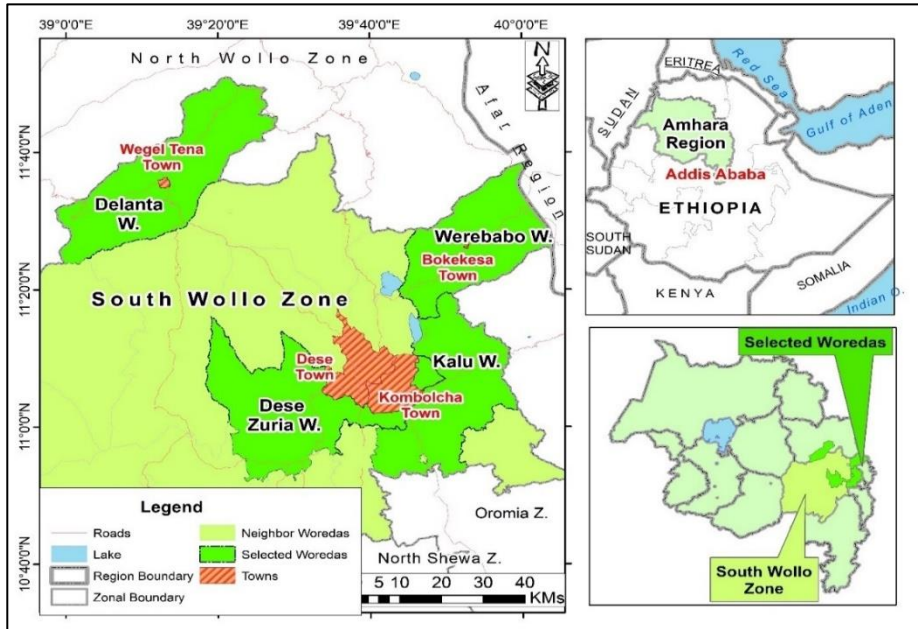 39°0'0"E
39°20'0"E
39°40'0"E
40°0'0"E
11°40'0"N
11°20'0"N
11°0'0"N
10°40'0"N
North Wollo Zone
N
Afar Region
Wegel Tena
Town
Delanta
W.
Werebabo W.
Bokekesa
Town
South Wollo Zone
Dese
Town
Kalu W.
Kombolcha
Town
Dese
Zuria W.
Oromia Z.
North Shewa Z.
Legend
Roads
Lake
Region Boundary
Zonal Boundary
Neighbor Woredas
Selected Woredas
Towns
5 10 20 30 40
KMs
ERITREA
Red Sea
SUDAN
Gulf of Aden
Amhara
Region
Addis Ababa
ETHIOPIA
SOUTH
SUDAN
SOMALIA
KENYA
Indian O.
Selected Woredas
South Wollo
Zone